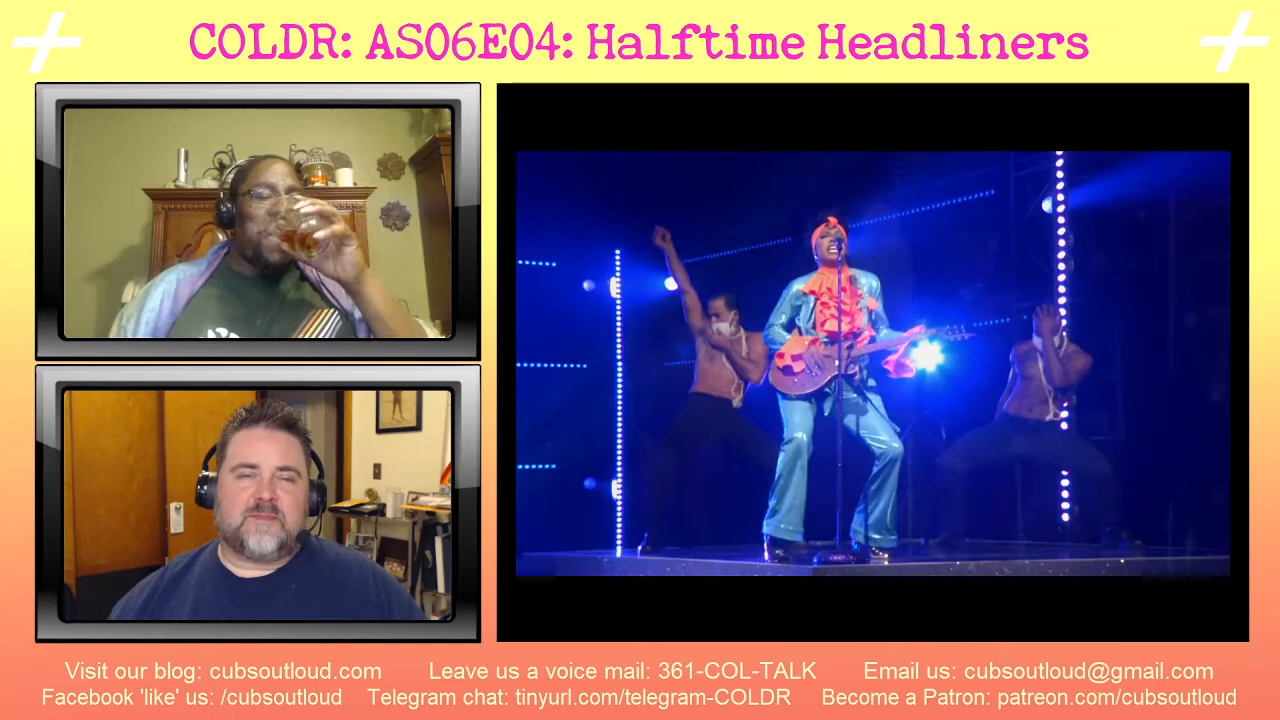 COLDR: AS06E04: Halftime Headliners
Visit our blog: cubsoutloud.com Leave us a voice mail: 361-COL-TALK Email us: cubsoutloud@gmail.com
Facebook 'like' us: /cubsoutloud Telegram chat: tinyurl.com/telegram-COLDR Become a Patron: patreon.com/cubsoutloud